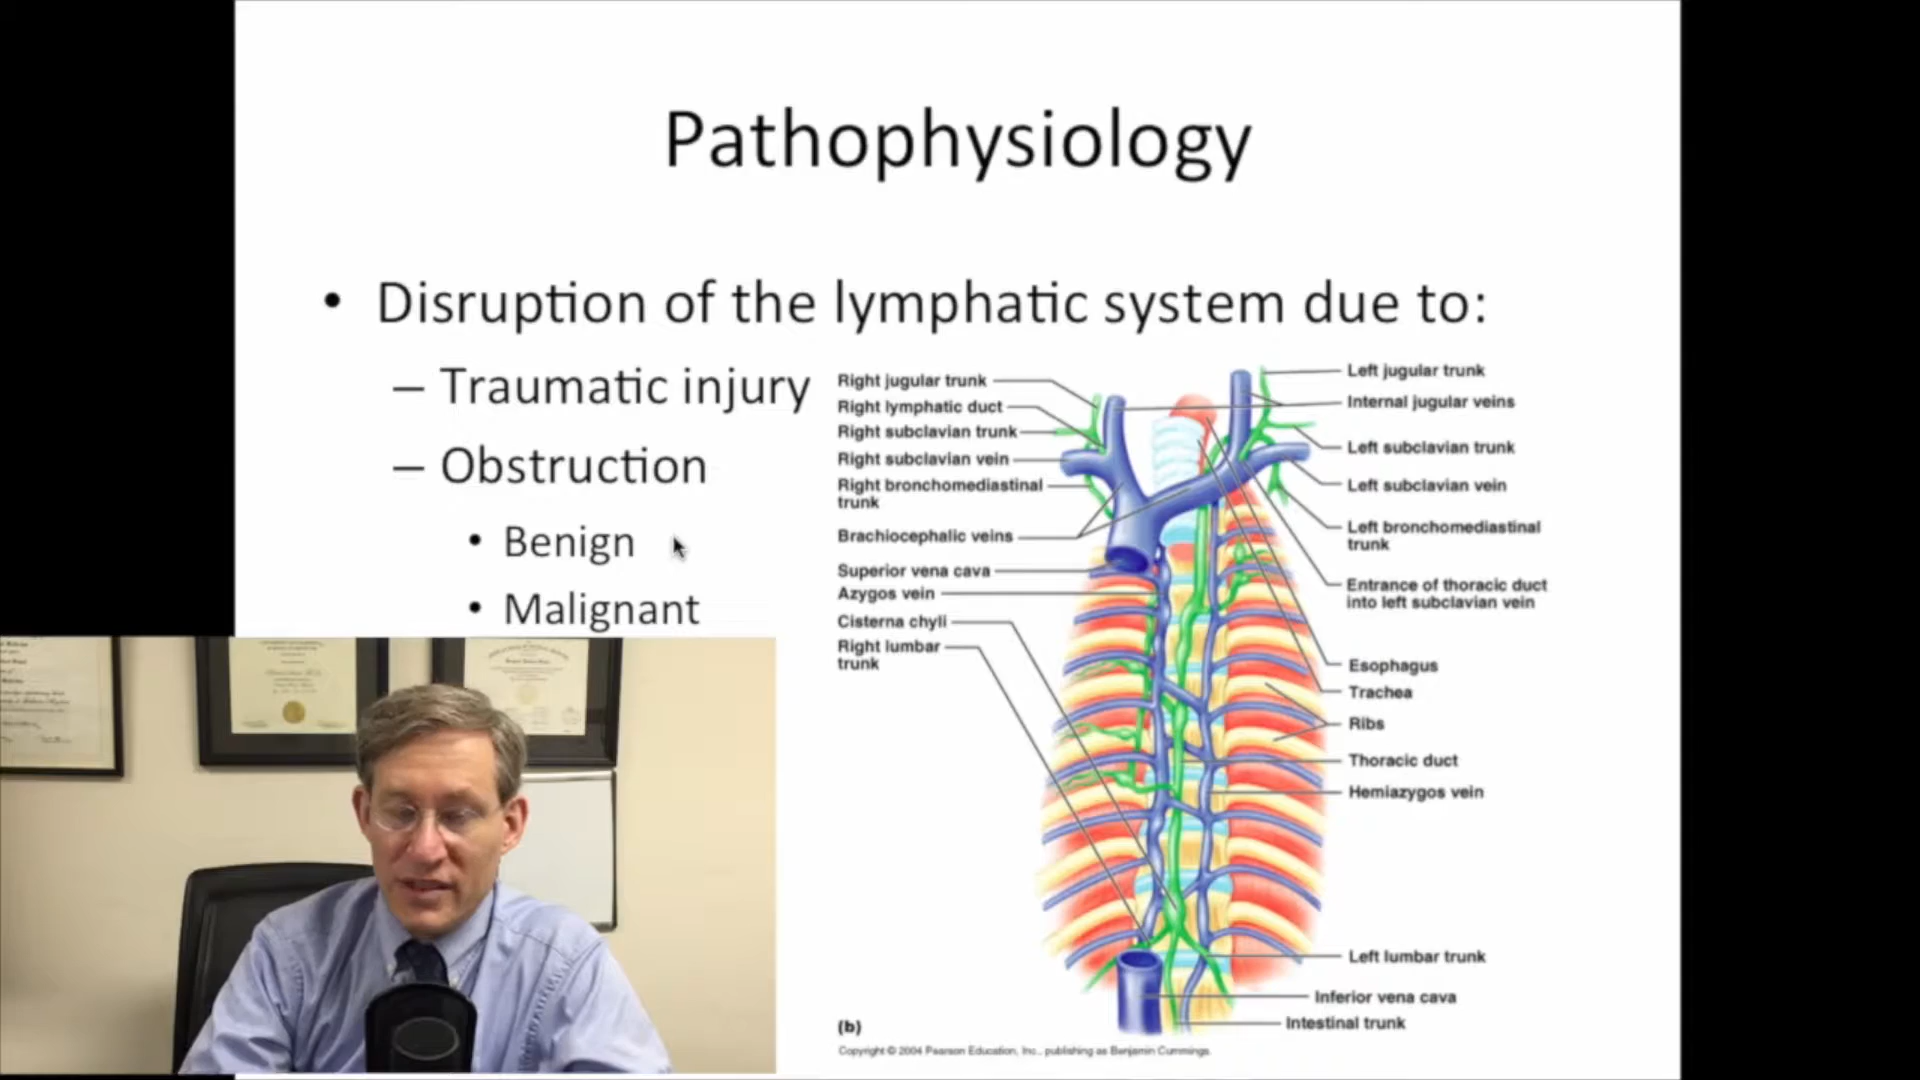 Pathophysiology
• Disruption of the lymphatic system due to:
– Traumatic injury
– Obstruction
• Benign
• Malignant
Right jugular trunk
Right lymphatic duct
Right subclavian trunk
Right subclavian vein
Right bronchomediastinal
trunk
Brachiocephalic veins
Superior vena cava
Azygos vein
Cisterna chyli
Right lumbar
trunk
Left jugular trunk
Internal jugular veins
Left subclavian trunk
Left subclavian vein
Left bronchomediastinal
trunk
Entrance of thoracic duct
into left subclavian vein
Esophagus
Trachea
Ribs
Thoracic duct
Hemiazygos vein
Left lumbar trunk
Inferior vena cava
Intestinal trunk
(b)
Copyright © 2004 Pearson Education, Inc., publishing as Benjamin Cummings.